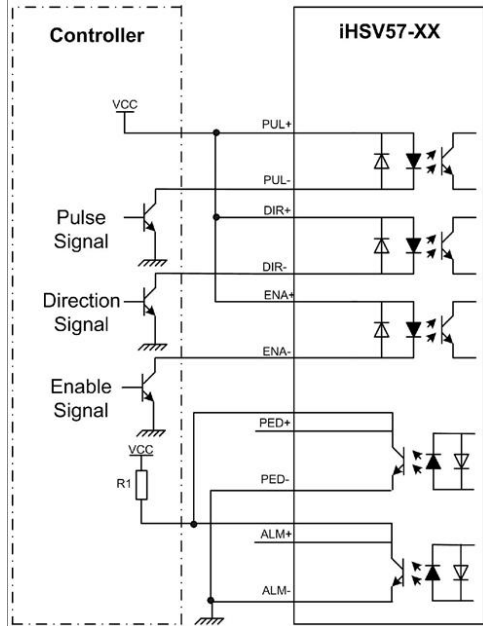 Controller
iHSV57-XX
VCC
PUL+
PUL-
Pulse
Signal
DIR+
DIR-
Direction
Signal
ENA+
ENA-
Enable
Signal
VCC
R1
PED+
PED-
ALM+
ALM-